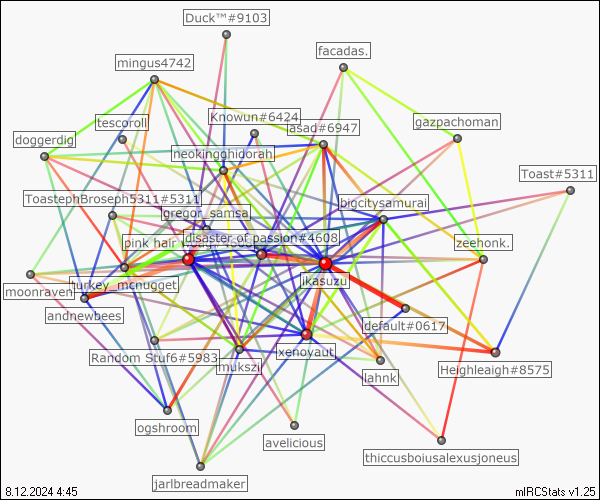 Duck™#9103
facadas.
mingus4742
Knowun#6424
gazpachoman
tescoroll
asad#6947
doggerdig
neokingghidorah
Toast#5311
ToastephBroseph5311#5311
bigcitysamurai
gregor_samsa
pink hair
disaster of passion#4608
zeehonk.
moonraven
turkey_mcnugget
ikasuzu
andnewbees
default#0617
Random Stuf6#5983
mukszi
xenoyaut
lahnk
Heighleigh#8575
ogshroom
avelicious
thiccusboiusalexusjoneus
jarlbreadmaker
8.12.2024 4:45
mIRCStats v1.25